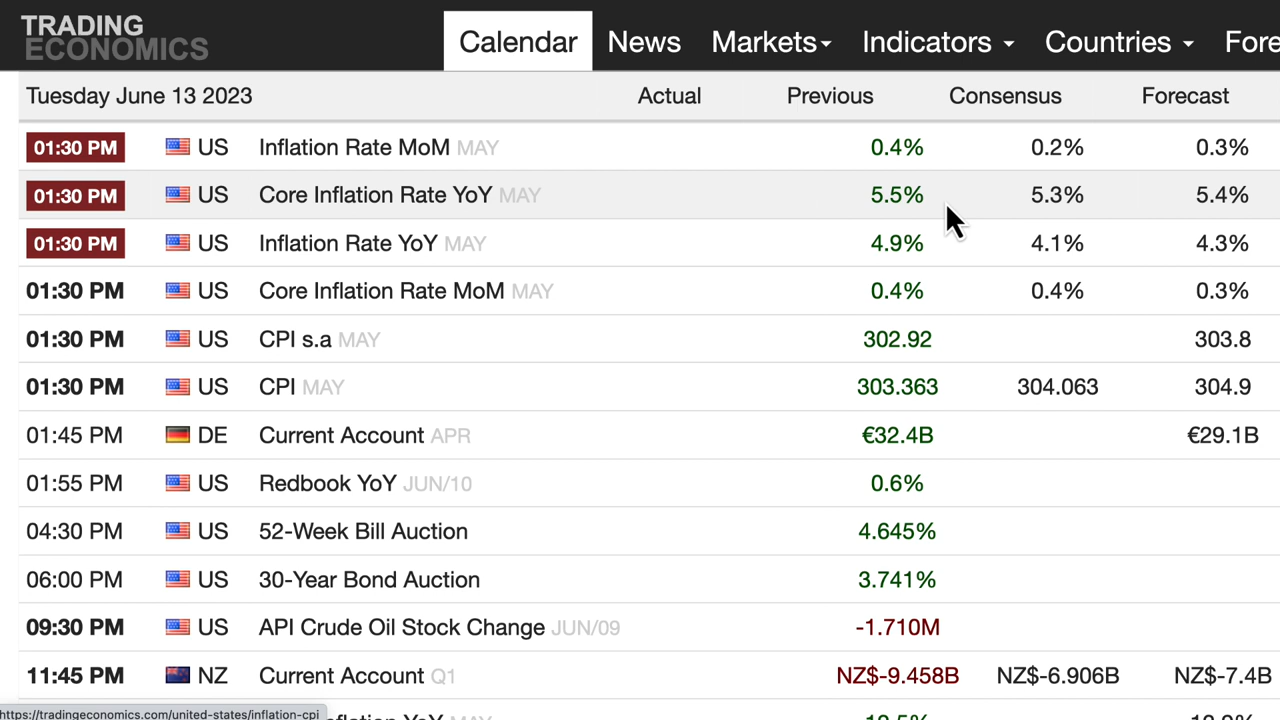 TRADING
ECONOMICS
Calendar News Markets Indicators Countries Fore
Tuesday June 13 2023 Actual Previous Consensus Forecast
01:30 PM US Inflation Rate MoM MAY 0.4% 0.2% 0.3%
01:30 PM US Core Inflation Rate YoY MAY 5.5% 5.3% 5.4%
01:30 PM US Inflation Rate YoY MAY 4.9% 4.1% 4.3%
01:30 PM US Core Inflation Rate MoM MAY 0.4% 0.4% 0.3%
01:30 PM US CPI s.a MAY 302.92 303.8
01:30 PM US CPI MAY 303.363 304.063 304.9
01:45 PM DE Current Account APR €32.4B €29.1B
01:55 PM US Redbook YoY JUN/10 0.6%
04:30 PM US 52-Week Bill Auction 4.645%
06:00 PM US 30-Year Bond Auction 3.741%
09:30 PM US API Crude Oil Stock Change JUN/09 -1.710M
11:45 PM NZ Current Account Q1 NZ$-9.458B NZ$-6.906B NZ$-7.4B
https://tradingeconomics.com/united-states/inflation-cpi